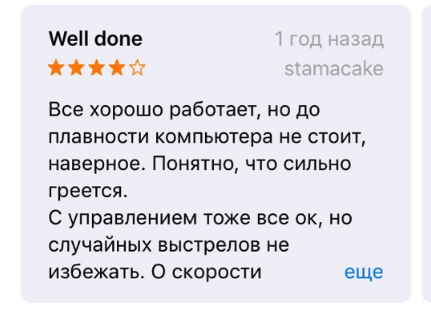 Well done 1 год назад
stamacake
Все хорошо работает, но до
плавности компьютера не стоит,
наверное. Понятно, что сильно
греется.
С управлением тоже все ок, но
случайных выстрелов не
избежать. О скорости еще